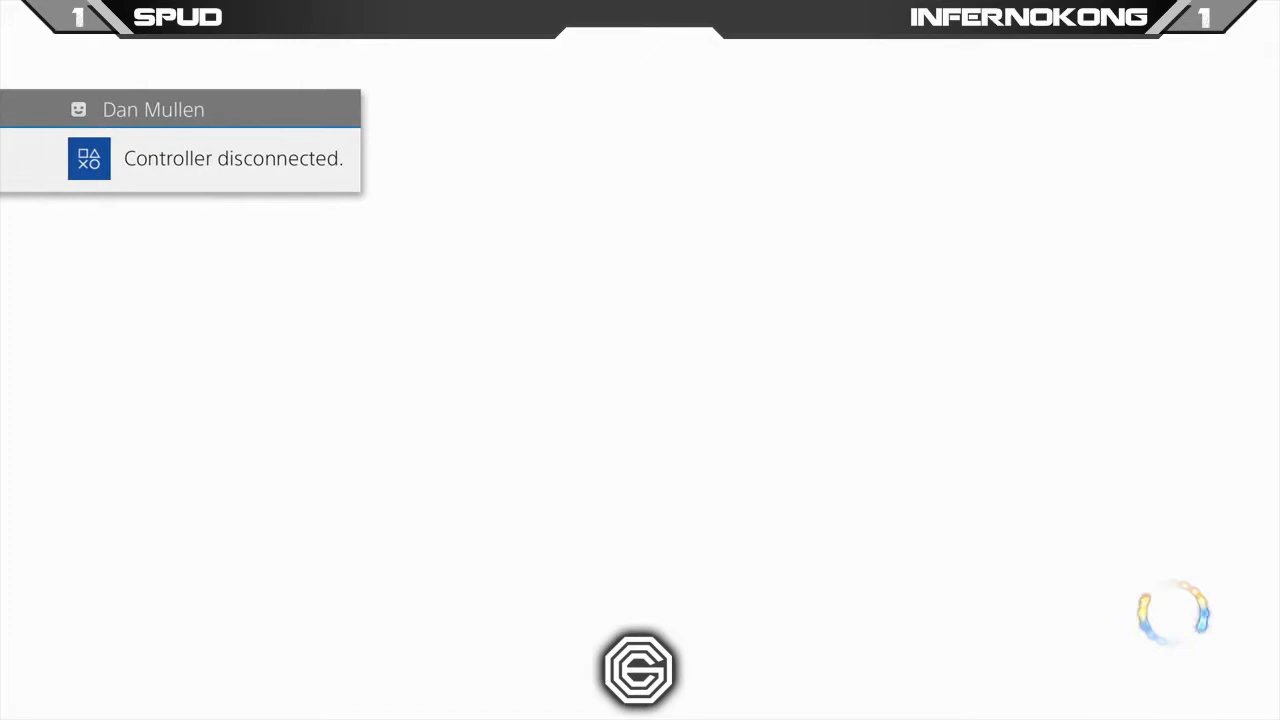 1 SPUD INFERNOKONG 1
Dan Mullen
Controller disconnected.